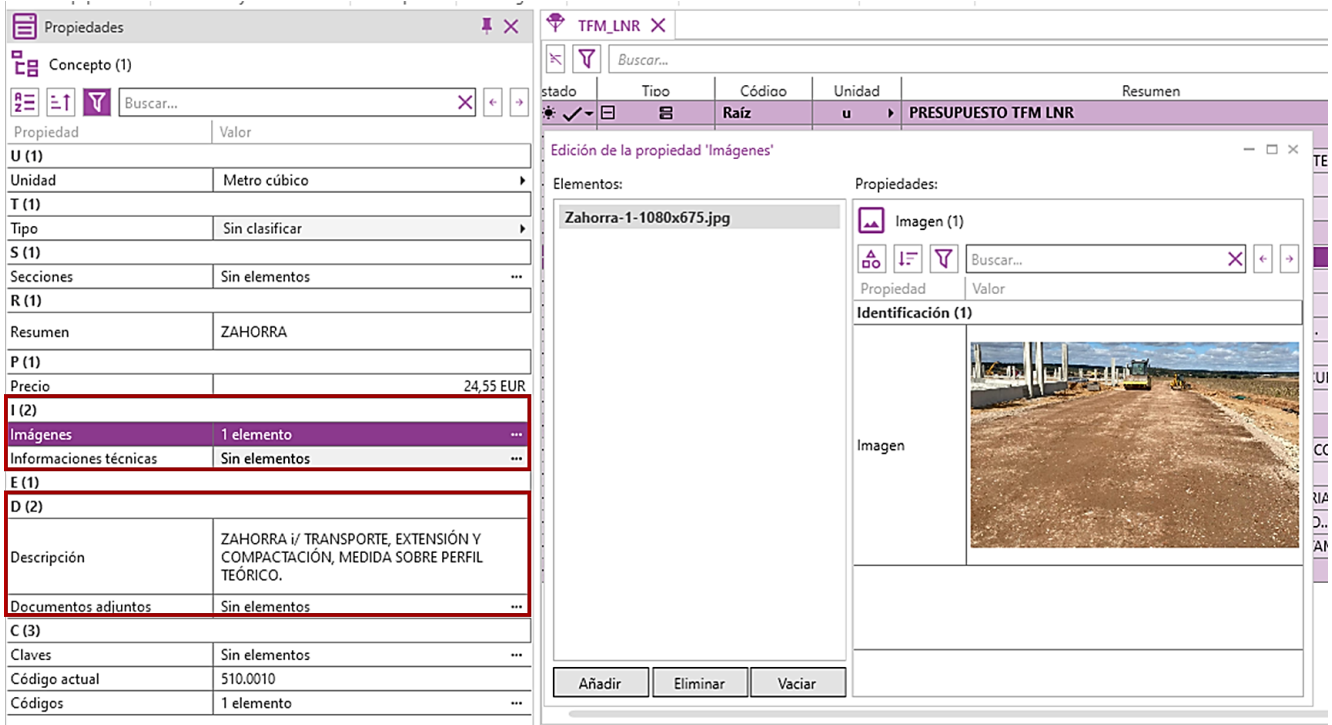 Propiedades
Concepto (1)
Buscar...
Propiedad Valor
U (1)
Unidad Metro cúbico
T (1)
Tipo Sin clasificar
S (1)
Secciones Sin elementos
R (1)
Resumen ZAHORRA
P (1)
Precio 24,55 EUR
I (2)
Imágenes 1 elemento
Informaciones técnicas Sin elementos
E (1)
D (2)
Descripción
ZAHORRA i/ TRANSPORTE, EXTENSIÓN Y
COMPACTACIÓN, MEDIDA SOBRE PERFIL
TEÓRICO.
Documentos adjuntos Sin elementos
C (3)
Claves Sin elementos
Código actual 510.0010
Códigos 1 elemento
TFM_LNR
Buscar...
stado Tipo Código Unidad Resumen
Raíz u PRESUPUESTO TFM LNR
Edición de la propiedad 'Imágenes'
Elementos:
Zahorra-1-1080x675.jpg
Añadir Eliminar Vaciar
Propiedades:
Imagen (1)
Buscar...
Propiedad Valor
Identificación (1)
Imagen